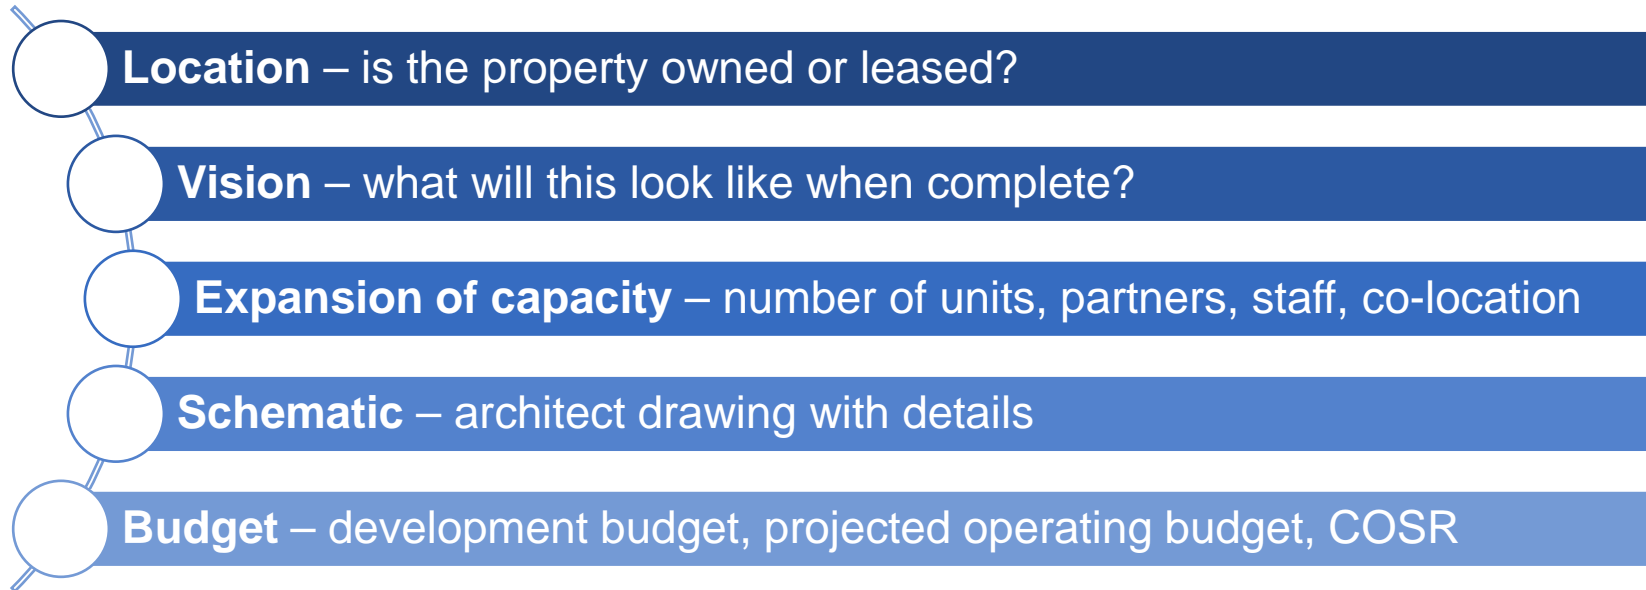 Location – is the property owned or leased?
Vision – what will this look like when complete?
Expansion of capacity – number of units, partners, staff, co-location
Schematic – architect drawing with details
Budget – development budget, projected operating budget, COSR